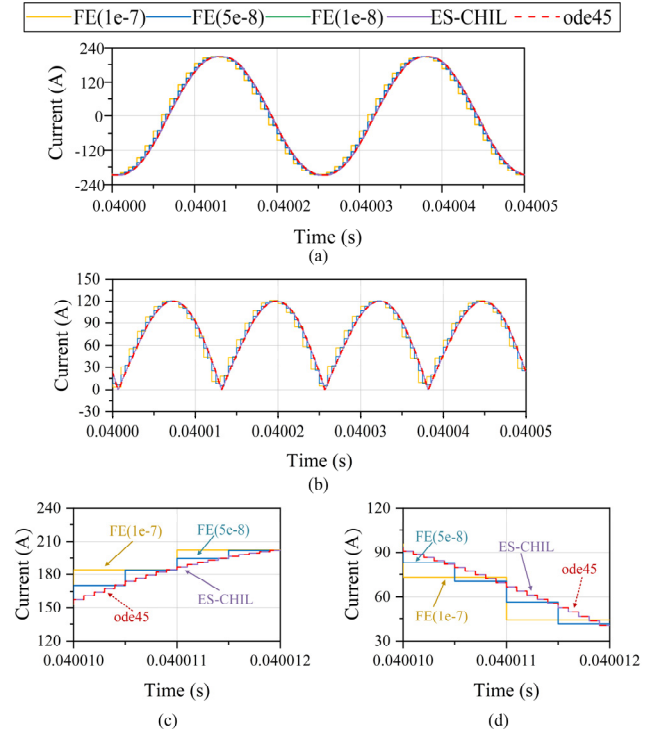 FE(1e-7) FE(5e-8) FE(1e-8) ES-CHIL ode45
Current (A)
240
120
0
-120
-240
0.04000 0.04001 0.04002 0.04003 0.04004 0.04005
Timc (s)
(a)
Current (A)
150
120
90
60
30
0
-30
0.04000 0.04001 0.04002 0.04003 0.04004 0.04005
Time (s)
(b)
Current (A)
240
210
180
150
120
FE(1e-7)
FE(5c-8)
ES-CHIL
ode45
0.040010 0.040011 0.040012
Time (s)
(c)
Current (A)
120
90
60
30
FE(5e-8)
ES-CHIL
ode45
FE(1e-7)
0.040010 0.040011 0.040012
Time (s)
(d)